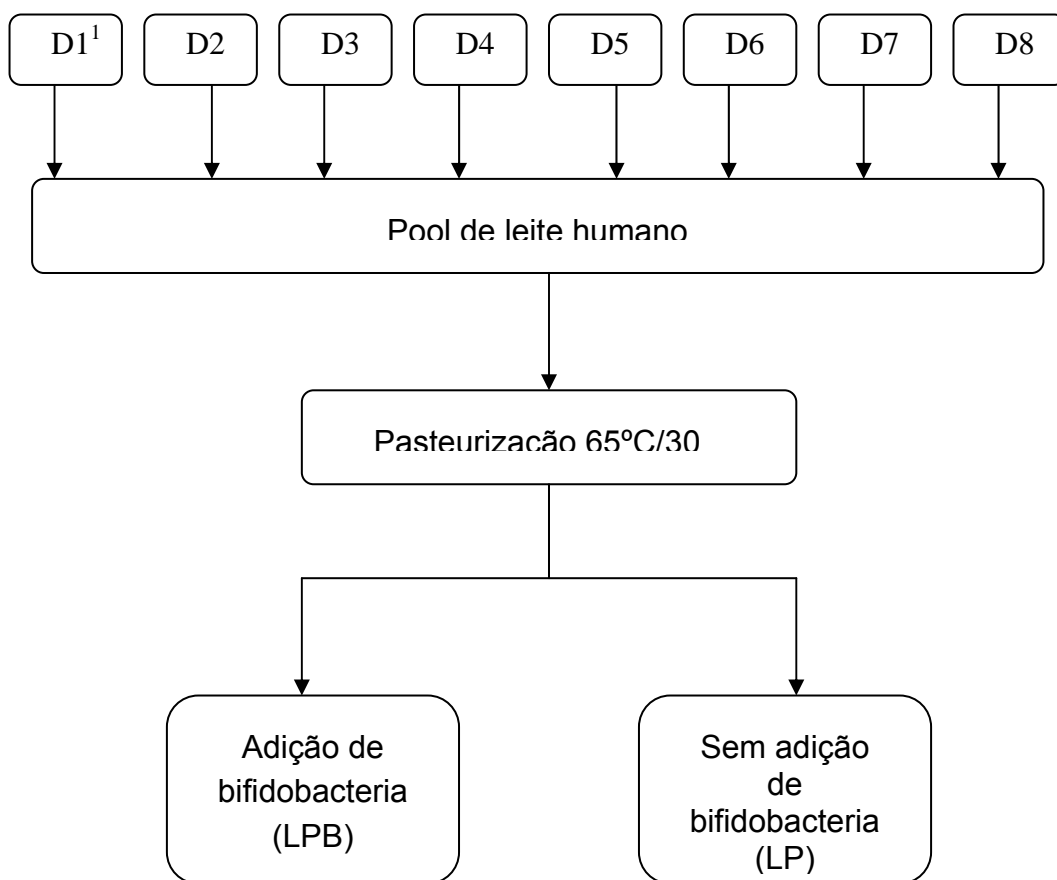 D1¹ D2 D3 D4 D5 D6 D7 D8
Pool de leite humano
Pasteurização 65ºC/30
Adição de
bifidobacteria
(LPB)
Sem adição
de
bifidobacteria
(LP)